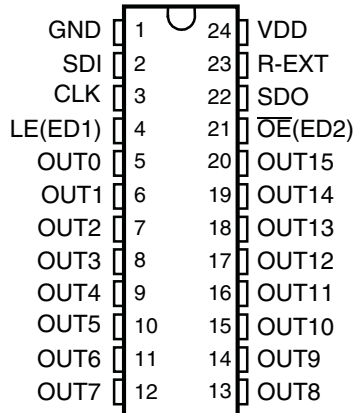 GND 1 24 VDD
SDI 2 23 R-EXT
CLK 3 22 SDO
LE(ED1) 4 21 O̅E̅(ED2)
OUT0 5 20 OUT15
OUT1 6 19 OUT14
OUT2 7 18 OUT13
OUT3 8 17 OUT12
OUT4 9 16 OUT11
OUT5 10 15 OUT10
OUT6 11 14 OUT9
OUT7 12 13 OUT8